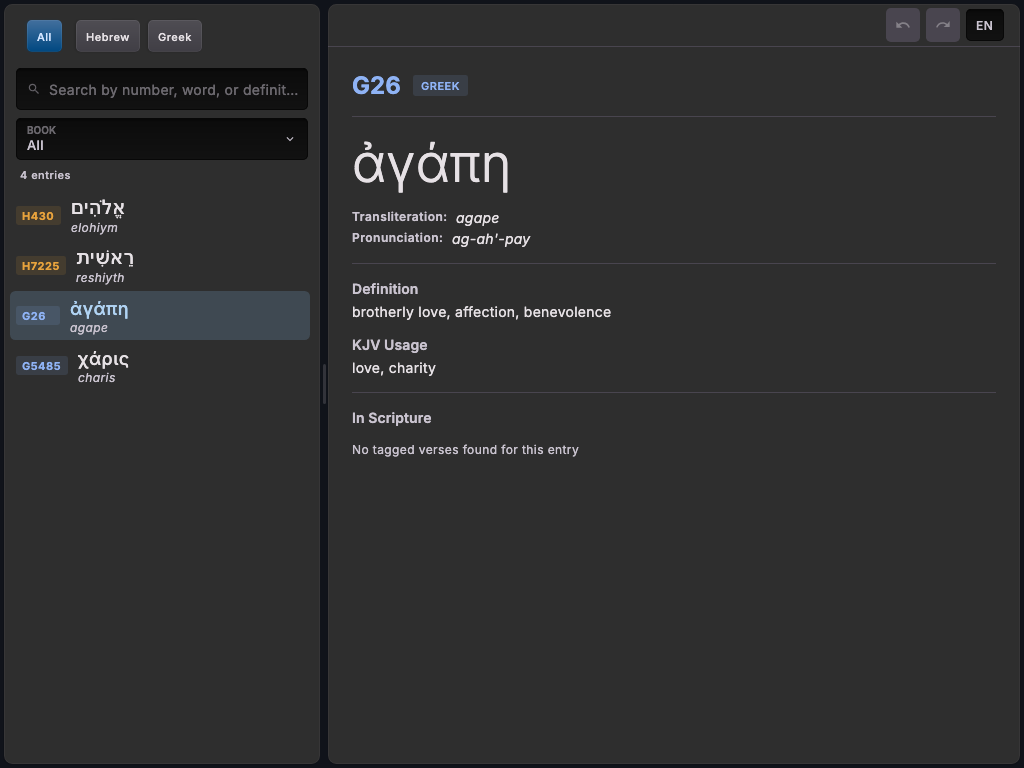 All
Hebrew
Greek
Search by number, word, or definit...
BOOK
All
4 entries
H430
אֱלֹהִים
elohiym
H7225
רֵאשִׁית
reshiyth
G26
ἀγάπη
agape
G5485
χάρις
charis
EN
G26
GREEK
ἀγάπη
Transliteration: agape
Pronunciation: ag-ah'-pay
Definition
brotherly love, affection, benevolence
KJV Usage
love, charity
In Scripture
No tagged verses found for this entry